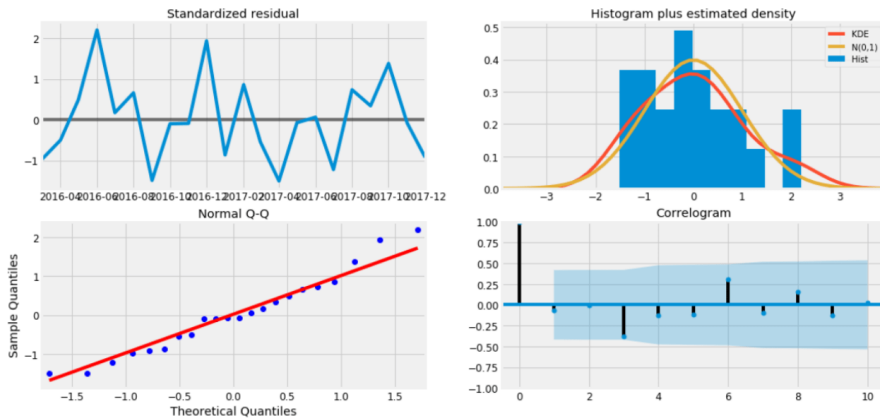 Standardized residual
2
1
0
−1
2016-04 2016-06 2016-08 2016-10 2016-12 2017-02 2017-04 2017-06 2017-08 2017-10 2017-12
Histogram plus estimated density
0.5
0.4
0.3
0.2
0.1
0.0
−3 −2 −1 0 1 2 3
KDE
N(0,1)
Hist
Normal Q-Q
Sample Quantiles
2
1
0
−1
−1.5 −1.0 −0.5 0.0 0.5 1.0 1.5
Theoretical Quantiles
Correlogram
1.00
0.75
0.50
0.25
0.00
−0.25
−0.50
−0.75
−1.00
0 2 4 6 8 10